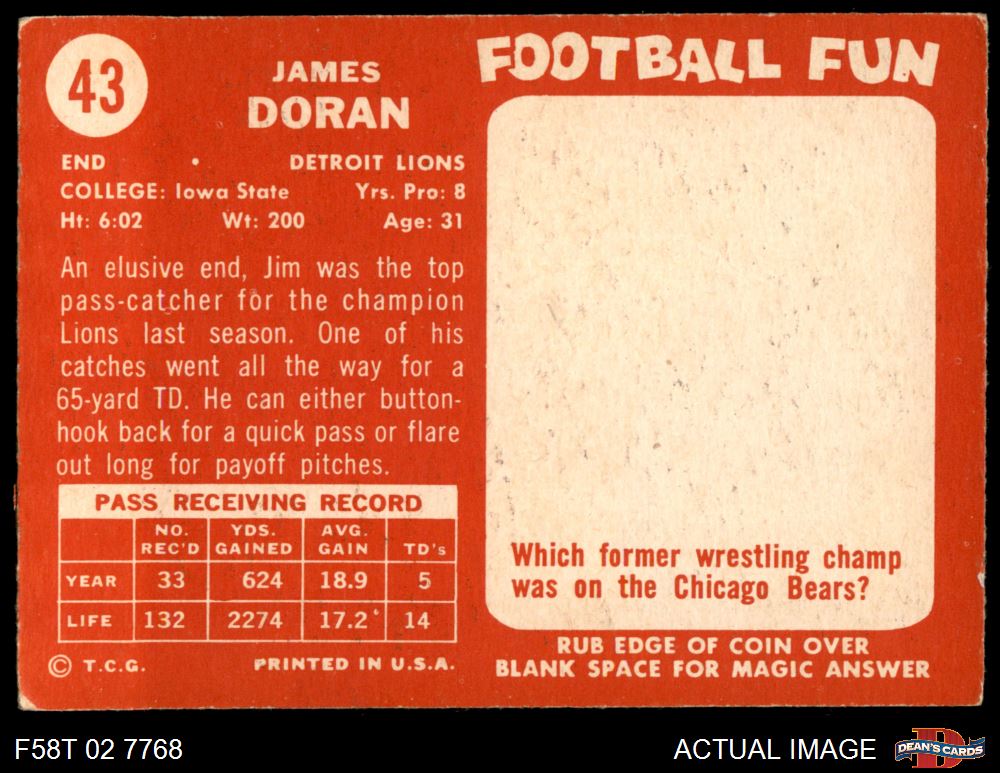 43
JAMES
DORAN
END • DETROIT LIONS
COLLEGE: Iowa State Yrs. Pro: 8
Ht: 6:02 Wt: 200 Age: 31
An elusive end, Jim was the top
pass-catcher for the champion
Lions last season. One of his
catches went all the way for a
65-yard TD. He can either button-
hook back for a quick pass or flare
out long for payoff pitches.
PASS RECEIVING RECORD
NO. REC'D YDS. GAINED AVG. GAIN TD's
YEAR 33 624 18.9 5
LIFE 132 2274 17.2 14
© T.C.G. PRINTED IN U.S.A.
FOOTBALL FUN
Which former wrestling champ
was on the Chicago Bears?
RUB EDGE OF COIN OVER
BLANK SPACE FOR MAGIC ANSWER
F58T 02 7768
ACTUAL IMAGE
D
DEAN'S CARDS